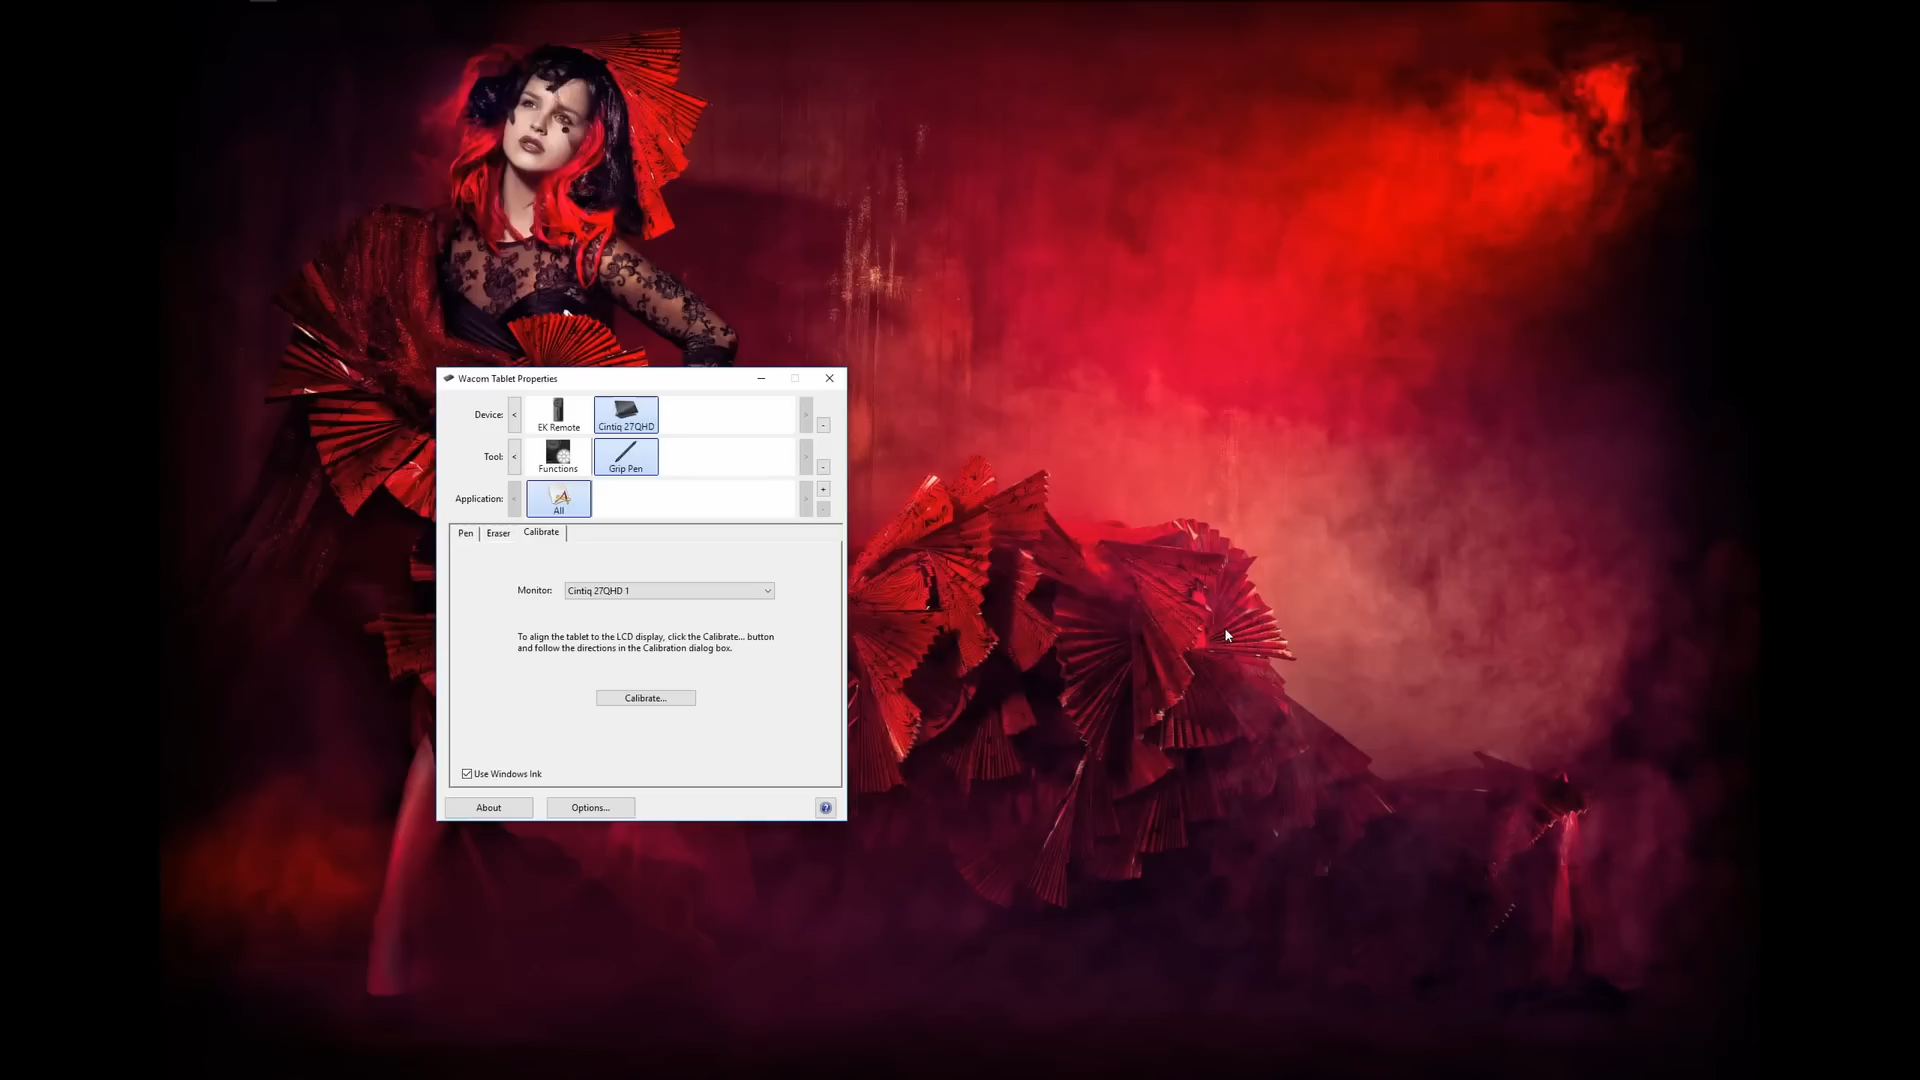 Wacom Tablet Properties
Device:
<
EK Remote
Cintiq 27QHD
>
-
Tool:
<
Functions
Grip Pen
>
-
Application:
<
All
>
+
-
Pen
Eraser
Calibrate
Monitor:
Cintiq 27QHD 1
To align the tablet to the LCD display, click the Calibrate... button
and follow the directions in the Calibration dialog box.
Calibrate...
Use Windows Ink
About
Options...
?